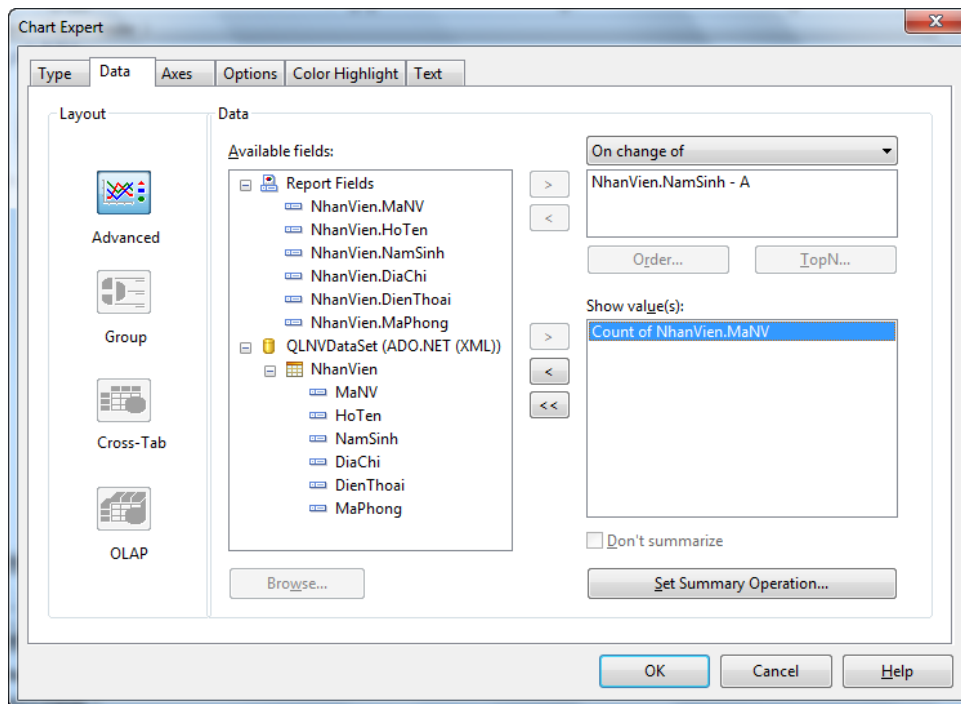 Chart Expert
Type Data Axes Options Color Highlight Text
Layout
Advanced
Group
Cross-Tab
OLAP
Data
Available fields:
Report Fields
NhanVien.MaNV
NhanVien.HoTen
NhanVien.NamSinh
NhanVien.DiaChi
NhanVien.DienThoai
NhanVien.MaPhong
QLNVDataSet (ADO.NET (XML))
NhanVien
MaNV
HoTen
NamSinh
DiaChi
DienThoai
MaPhong
Browse...
>
<
>
<
<<
On change of
NhanVien.NamSinh - A
Order... TopN...
Show value(s):
Count of NhanVien.MaNV
Don't summarize
Set Summary Operation...
OK Cancel Help